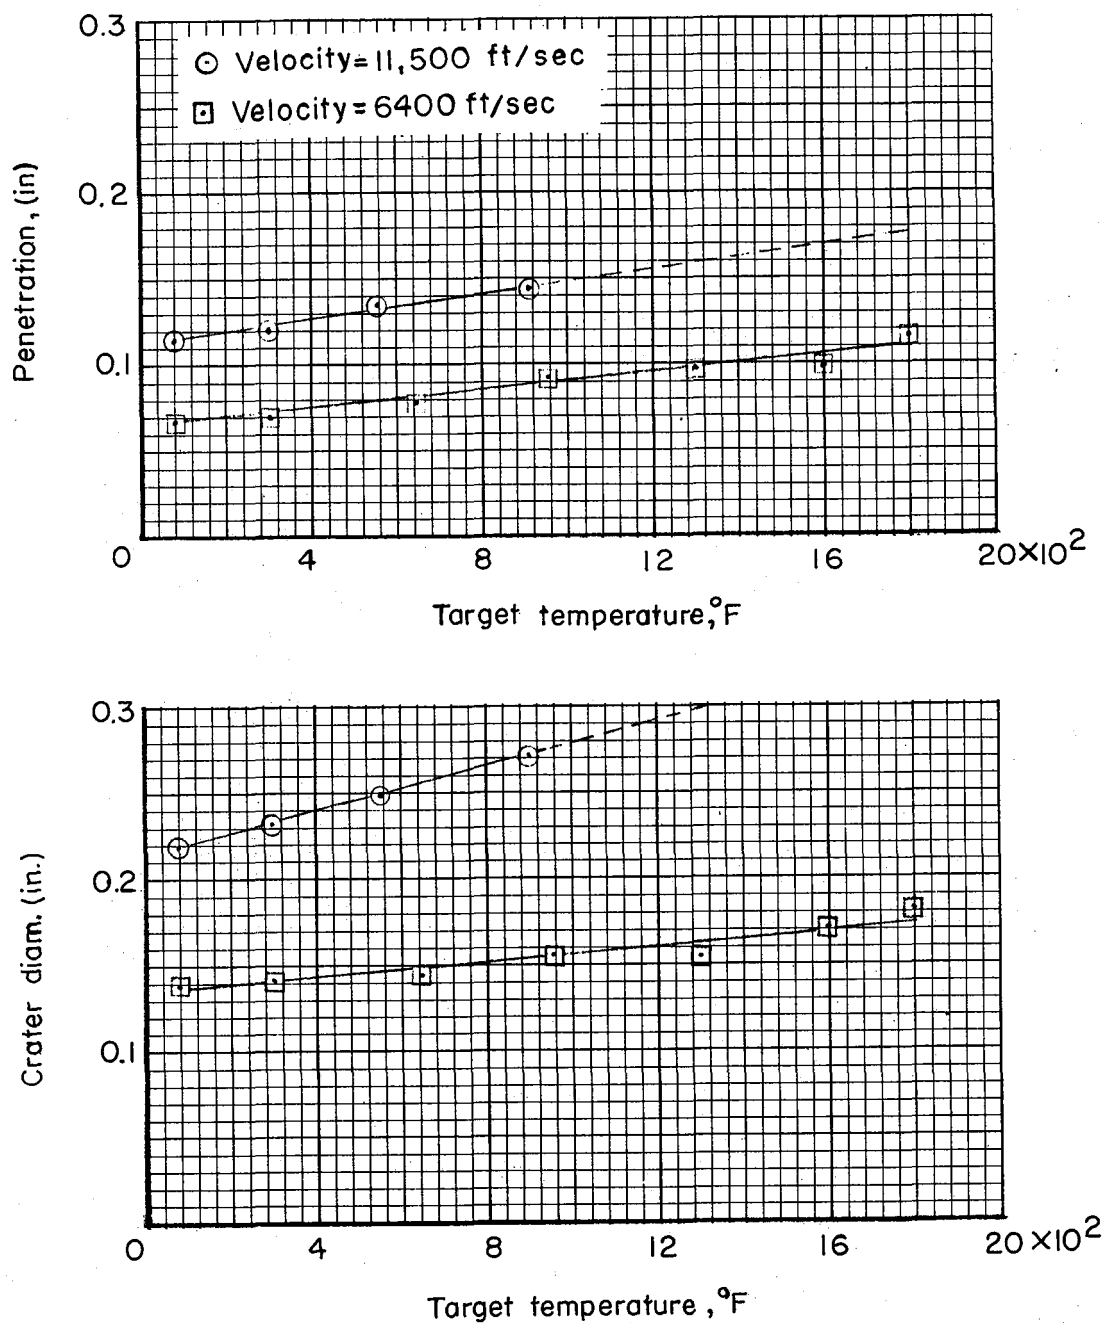 0.3
⊙ Velocity=11,500 ft/sec
⊡ Velocity=6400 ft/sec
0.2
Penetration, (in)
0.1
0 4 8 12 16 20×10²
Target temperature,°F
0.3
0.2
Crater diam. (in.)
0.1
0 4 8 12 16 20×10²
Target temperature ,°F